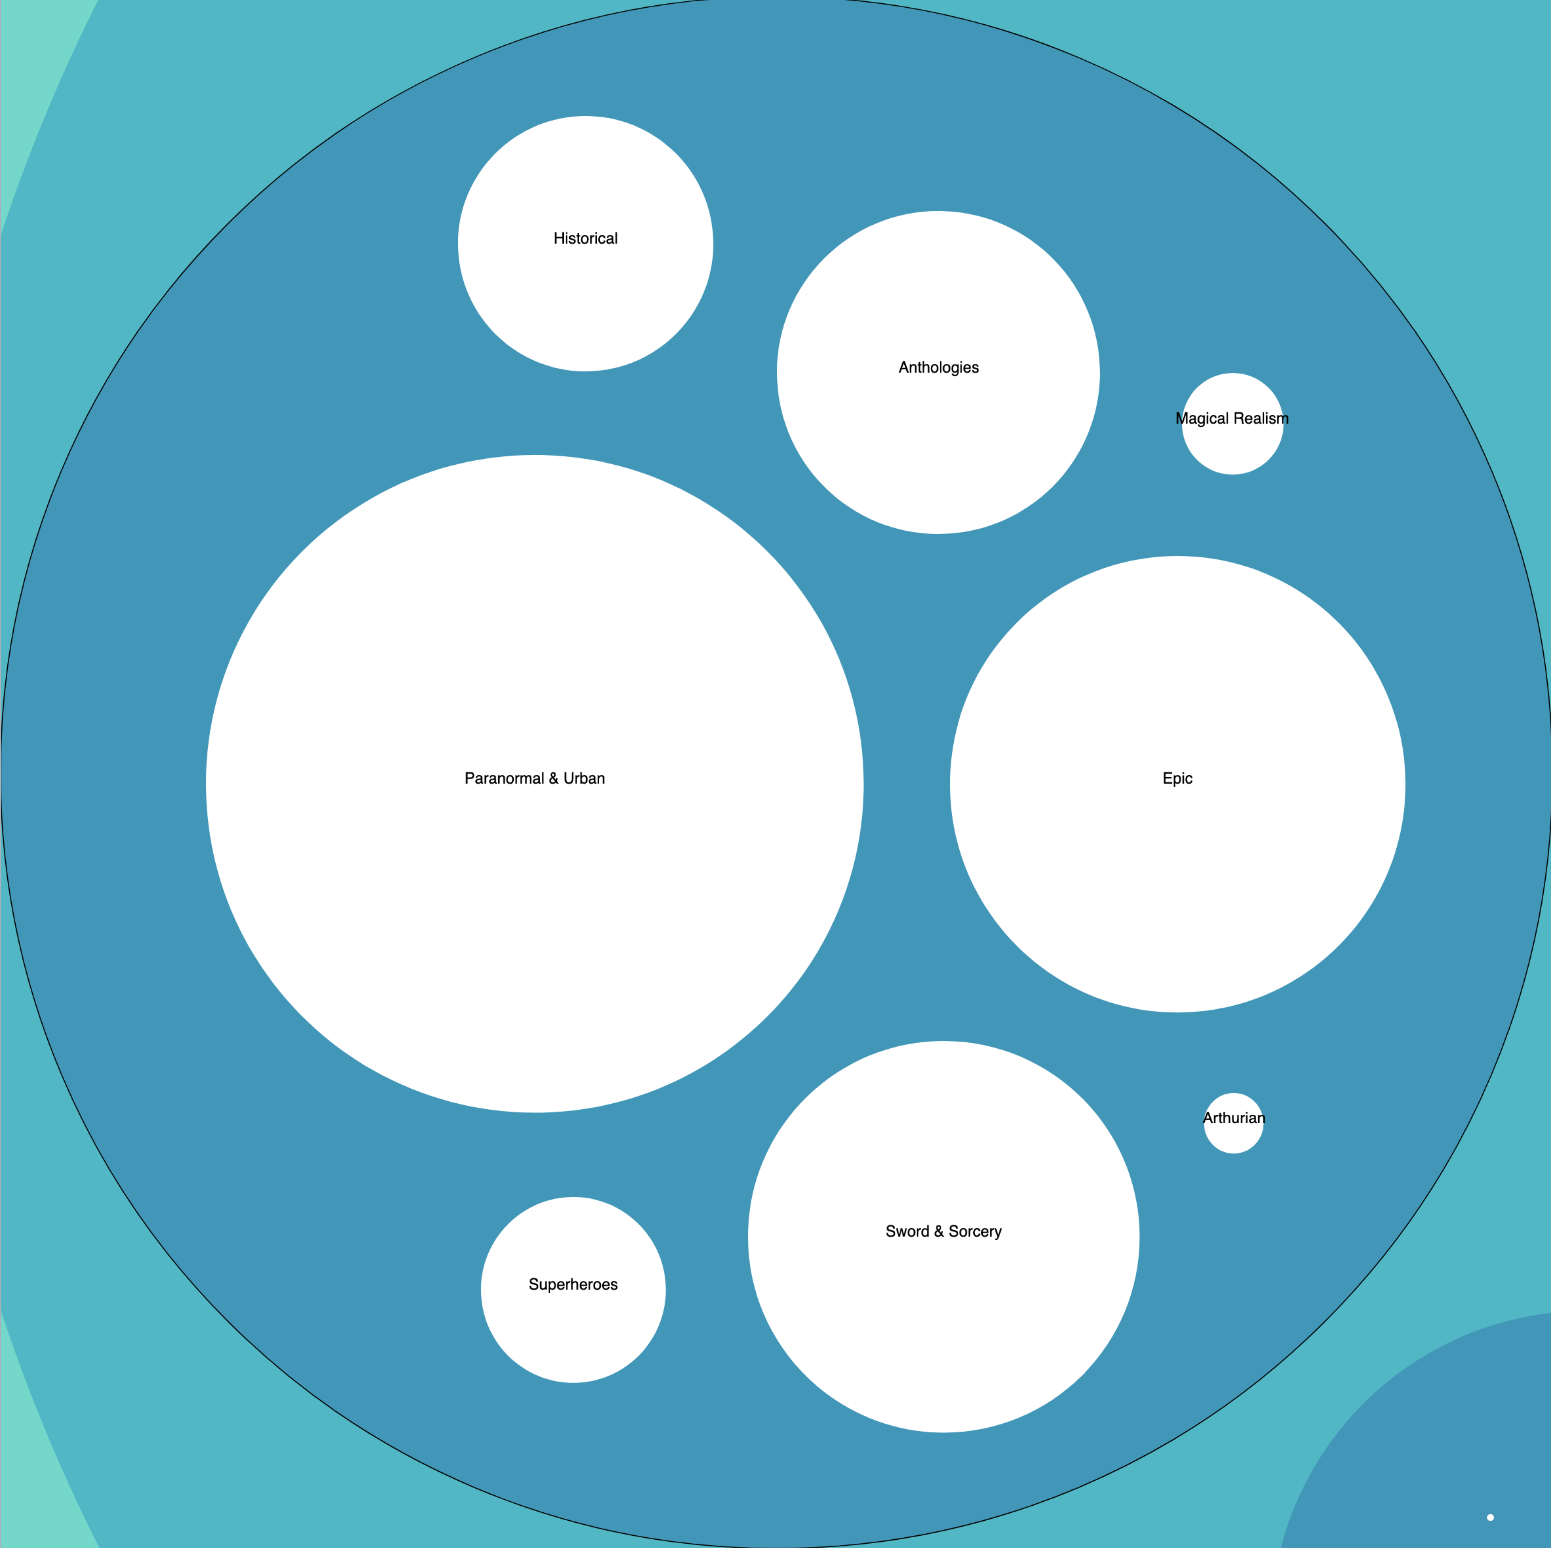 Historical
Anthologies
Magical Realism
Paranormal & Urban
Epic
Arthurian
Sword & Sorcery
Superheroes